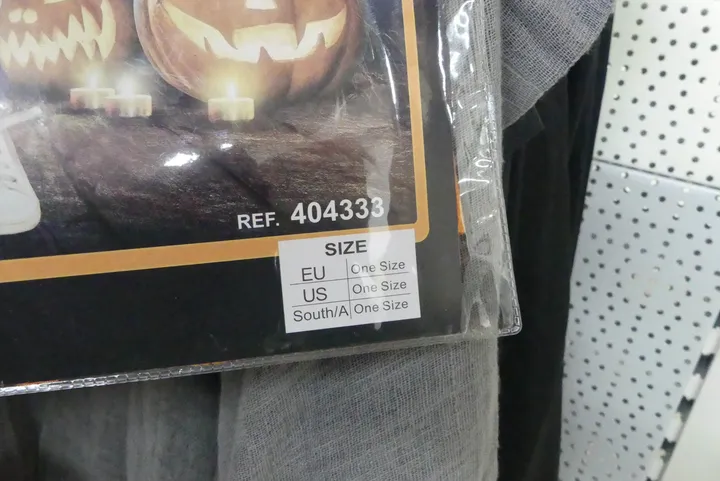 REF. 404333
SIZE
EU One Size
US One Size
South/A One Size